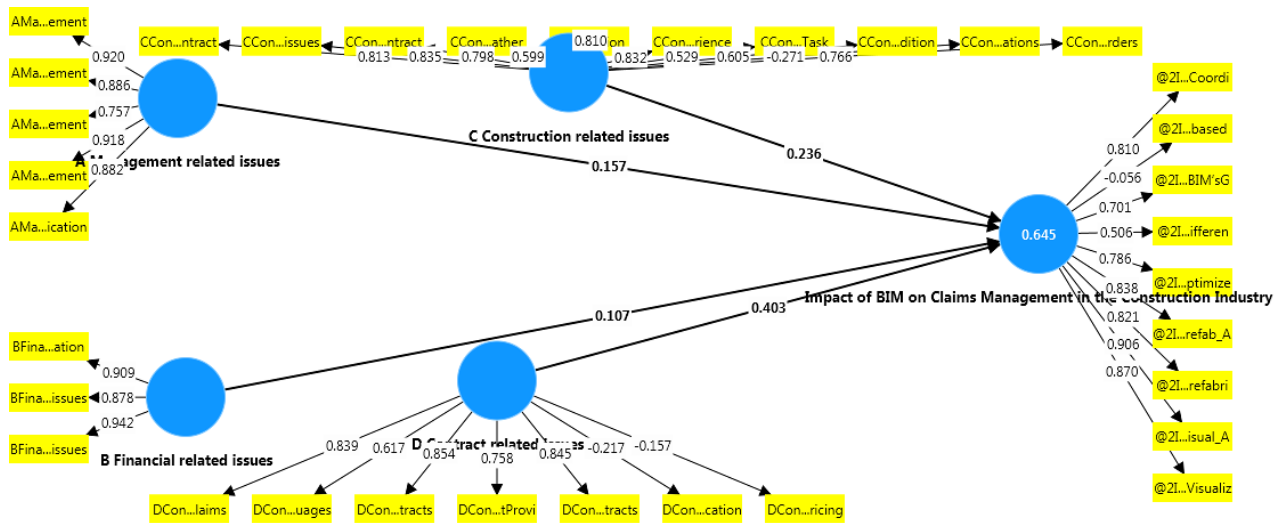 AMa...ement
AMa...ement
AMa...ement
AMa...ement
AMa...ication
0.920
0.886
0.757
0.918
0.882
Management related issues
CCon...ntract
CCon...issues
CCon...ntract
CCon...ather
on
CCon...rience
CCon...Task
CCon...dition
CCon...ations
CCon...rders
0.813
0.835
0.798
0.599
0.810
0.832
0.529
0.605
-0.271
0.766
C Construction related issues
0.157
0.236
0.107
0.403
0.645
Impact of BIM on Claims Management in the Construction Industry
@2I...Coordi
@2I...based
@2I...BIM'sG
@2I...ifferen
@2I...ptimize
@2I...refab_A
@2I...refabri
@2I...isual_A
@2I...Visualiz
0.810
-0.056
0.701
0.506
0.786
0.838
0.821
0.906
0.870
BFina...ation
BFina...issues
BFina...issues
0.909
0.878
0.942
B Financial related issues
D Contract related issues
0.839
0.617
0.854
0.758
0.845
-0.217
-0.157
DCon...laims
DCon...uages
DCon...tracts
DCon...tProvi
DCon...tracts
DCon...cation
DCon...ricing